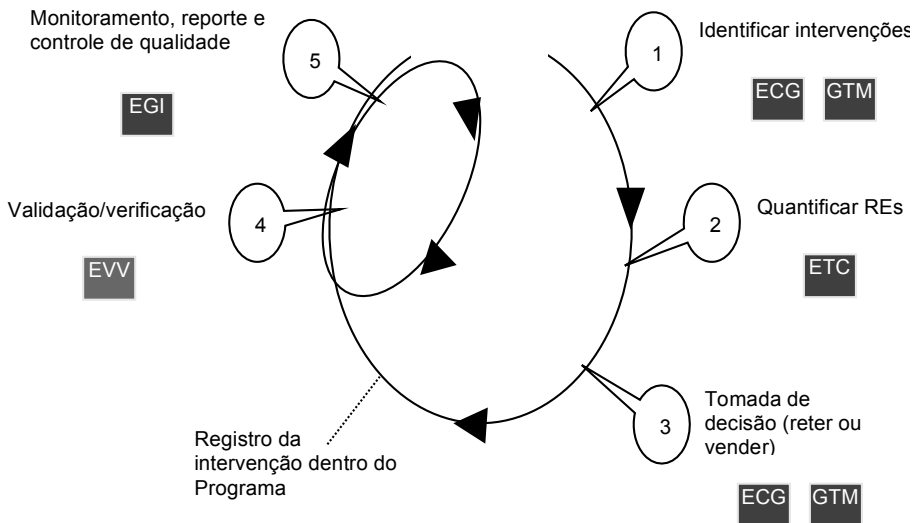 Monitoramento, reporte e
controle de qualidade
5
EGI
1
Identificar intervenções
ECG GTM
Validação/verificação
4
EVV
2
Quantificar REs
ETC
3
Tomada de
decisão (reter ou
vender)
ECG GTM
Registro da
intervenção dentro do
Programa